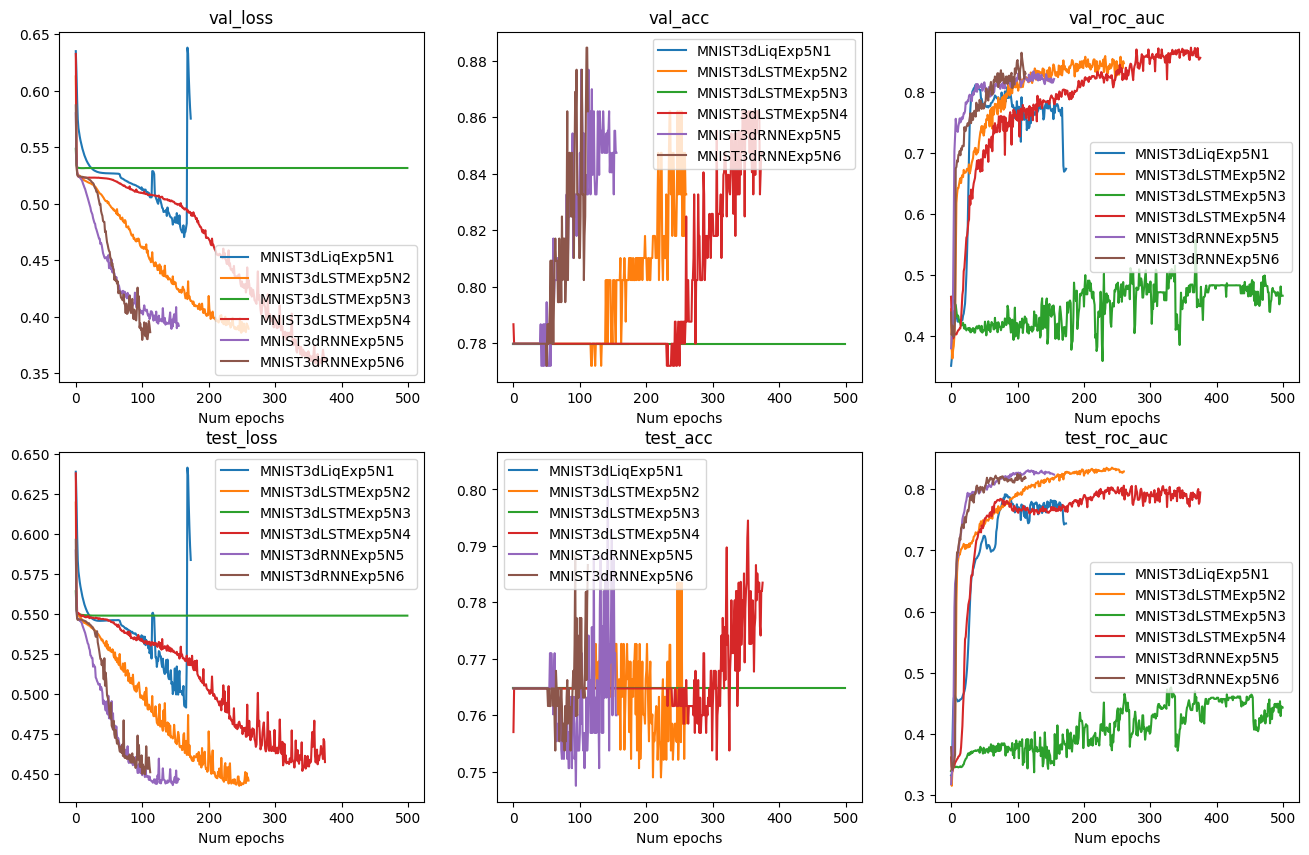 val_loss
0.65
0.60
0.55
0.50
0.45
0.40
0.35
MNIST3dLiqExp5N1
MNIST3dLSTMExp5N2
MNIST3dLSTMExp5N3
MNIST3dLSTMExp5N4
MNIST3dRNNExp5N5
MNIST3dRNNExp5N6
0 100 200 300 400 500
Num epochs
val_acc
0.88
0.86
0.84
0.82
0.80
0.78
MNIST3dLiqExp5N1
MNIST3dLSTMExp5N2
MNIST3dLSTMExp5N3
MNIST3dLSTMExp5N4
MNIST3dRNNExp5N5
MNIST3dRNNExp5N6
0 100 200 300 400 500
Num epochs
val_roc_auc
0.8
0.7
0.6
0.5
0.4
MNIST3dLiqExp5N1
MNIST3dLSTMExp5N2
MNIST3dLSTMExp5N3
MNIST3dLSTMExp5N4
MNIST3dRNNExp5N5
MNIST3dRNNExp5N6
0 100 200 300 400 500
Num epochs
test_loss
0.650
0.625
0.600
0.575
0.550
0.525
0.500
0.475
0.450
MNIST3dLiqExp5N1
MNIST3dLSTMExp5N2
MNIST3dLSTMExp5N3
MNIST3dLSTMExp5N4
MNIST3dRNNExp5N5
MNIST3dRNNExp5N6
0 100 200 300 400 500
Num epochs
test_acc
0.80
0.79
0.78
0.77
0.76
0.75
MNIST3dLiqExp5N1
MNIST3dLSTMExp5N2
MNIST3dLSTMExp5N3
MNIST3dLSTMExp5N4
MNIST3dRNNExp5N5
MNIST3dRNNExp5N6
0 100 200 300 400 500
Num epochs
test_roc_auc
0.8
0.7
0.6
0.5
0.4
0.3
MNIST3dLiqExp5N1
MNIST3dLSTMExp5N2
MNIST3dLSTMExp5N3
MNIST3dLSTMExp5N4
MNIST3dRNNExp5N5
MNIST3dRNNExp5N6
0 100 200 300 400 500
Num epochs